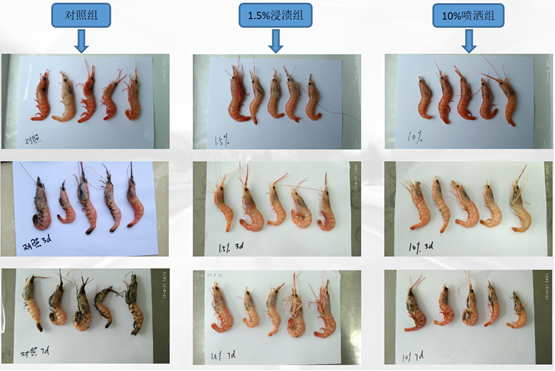 对照组
1.5%浸渍组
10%喷洒组
对照
1.5%
10%
对照 3d
1.5% 3d
10% 3d
对照 7d
1.5% 7d
10% 7d